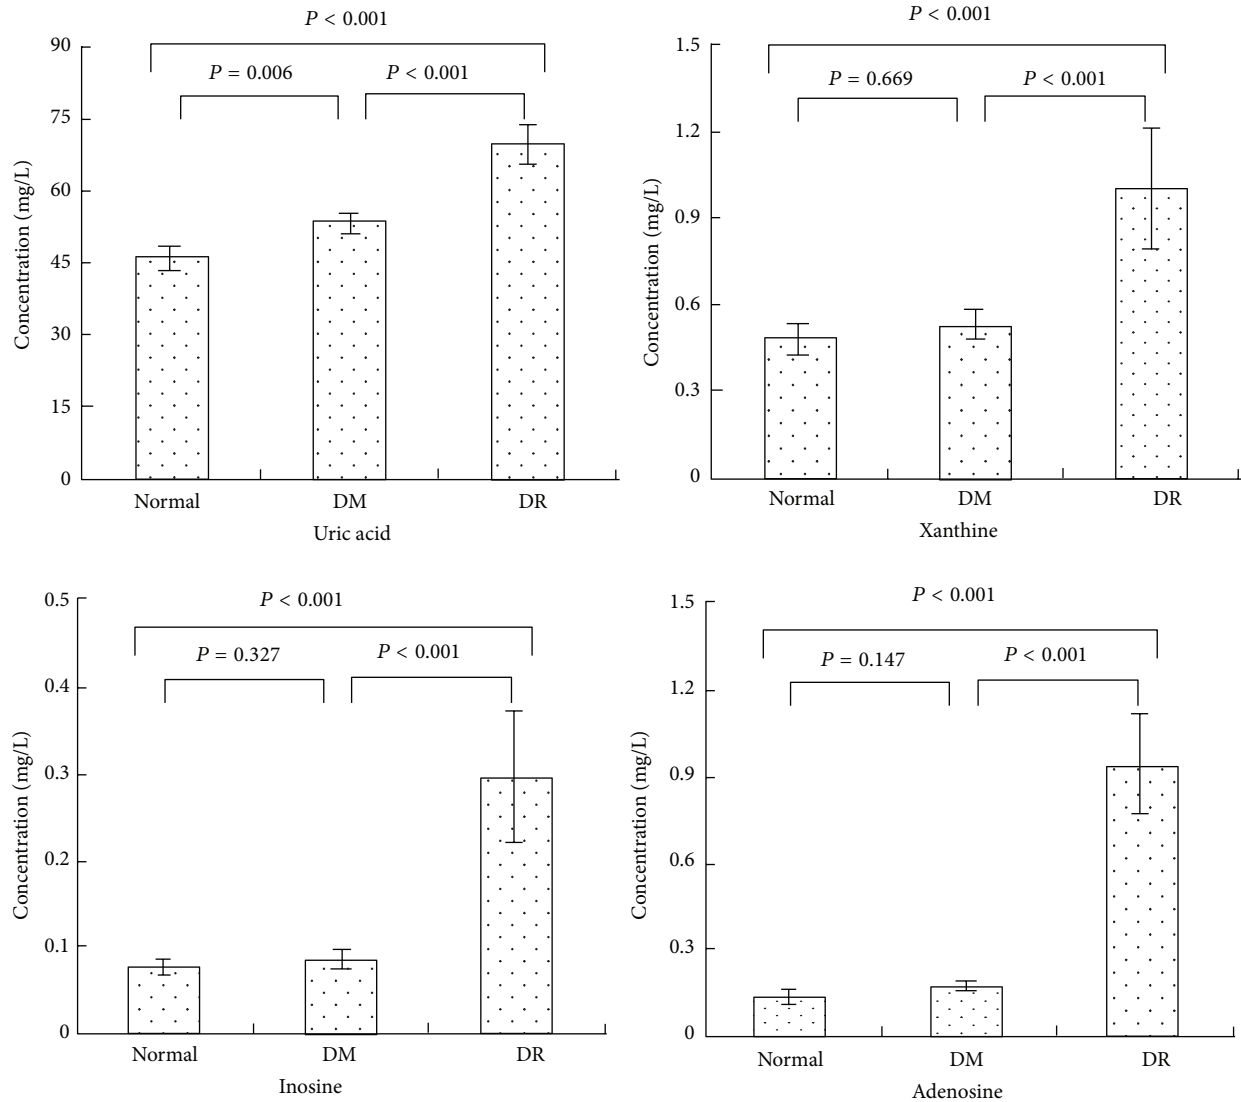 P < 0.001
P = 0.006
P < 0.001
90
75
60
45
30
15
0
Concentration (mg/L)
Normal
DM
DR
Uric acid
P < 0.001
P = 0.669
P < 0.001
1.5
1.2
0.9
0.6
0.3
0
Concentration (mg/L)
Normal
DM
DR
Xanthine
P < 0.001
P = 0.327
P < 0.001
0.5
0.4
0.3
0.2
0.1
0
Concentration (mg/L)
Normal
DM
DR
Inosine
P < 0.001
P = 0.147
P < 0.001
1.5
1.2
0.9
0.6
0.3
0
Concentration (mg/L)
Normal
DM
DR
Adenosine